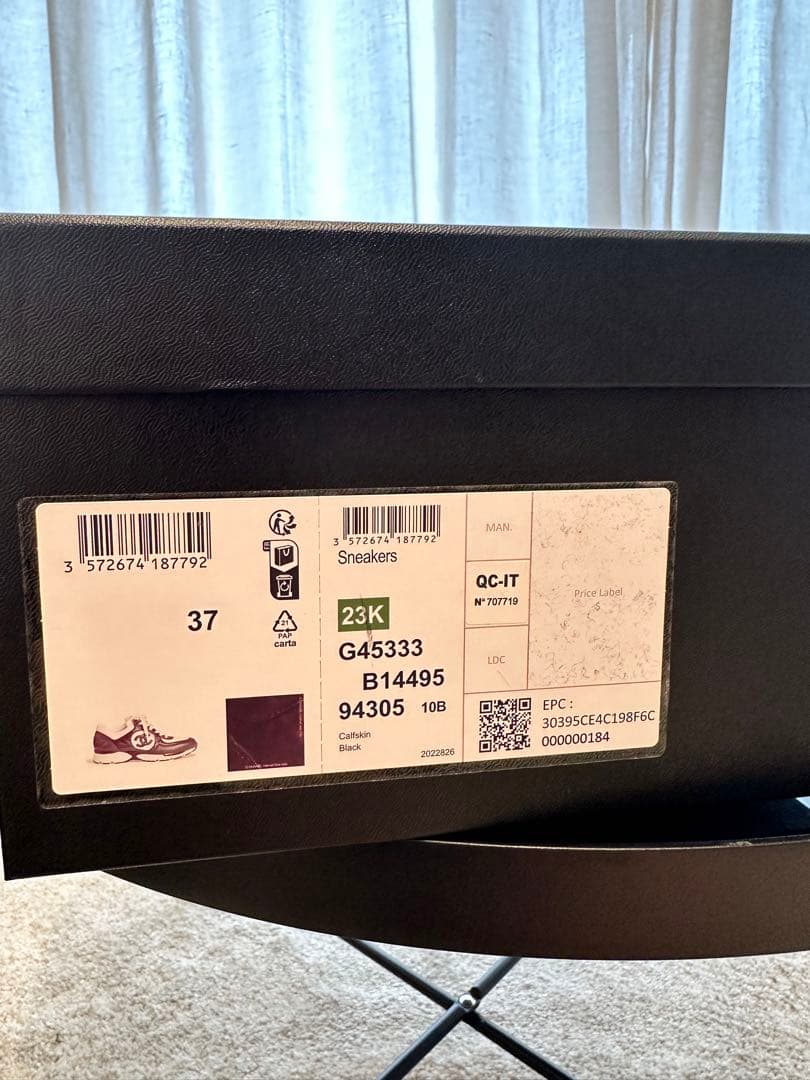 3 572674 187792
37
21
PAP
carta
3 572674 187792
Sneakers
23K
G45333
B14495
94305 10B
Calfskin
Black
2022826
MAN.
QC-IT
N° 707719
LDC
Price Label
$
EPC :
30395CE4C198F6C
000000184